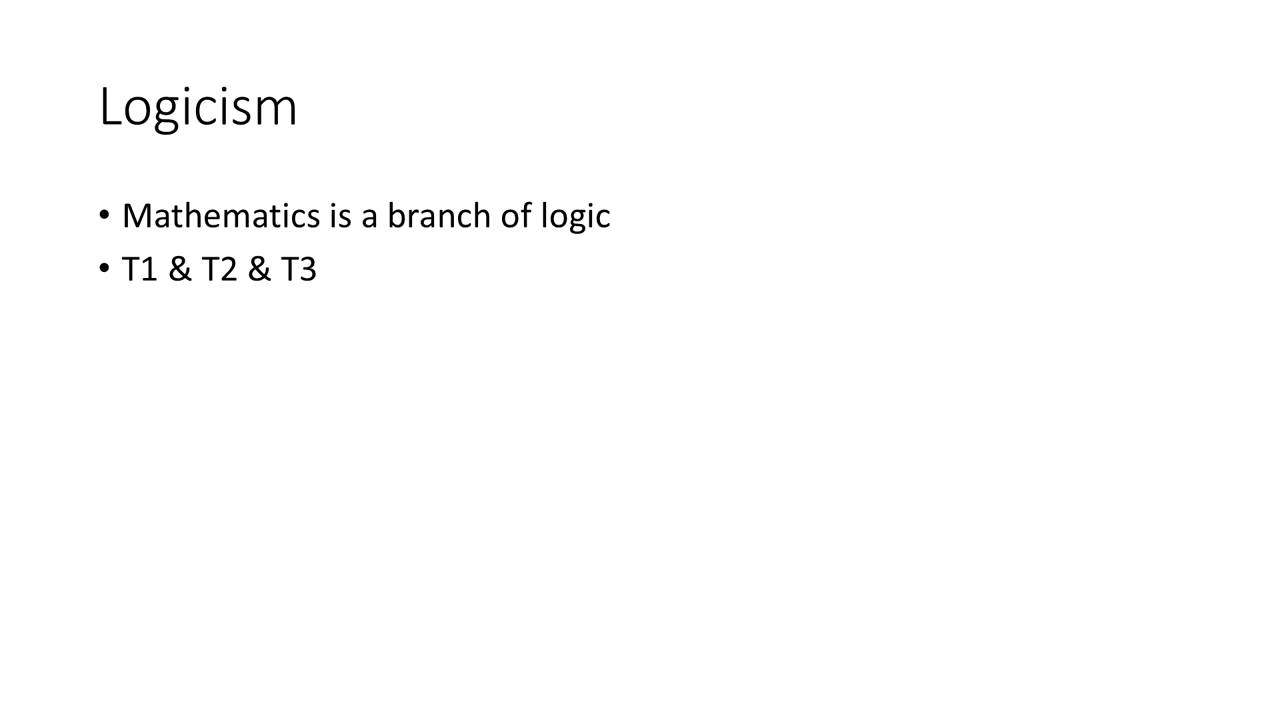 Logicism
• Mathematics is a branch of logic
• T1 & T2 & T3